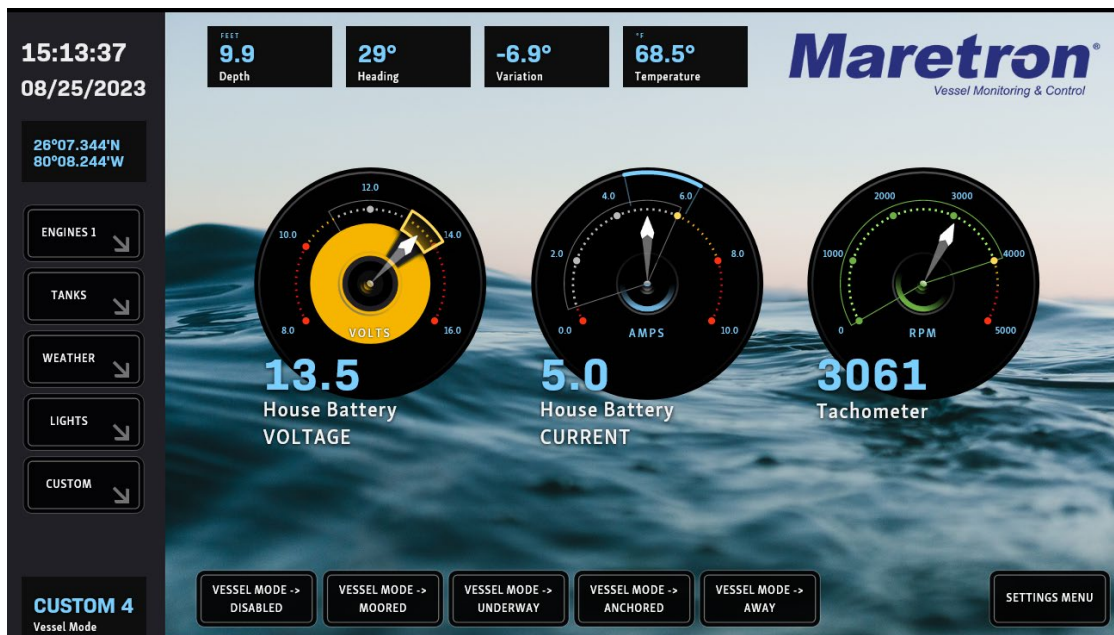 15:13:37
08/25/2023
26°07.344'N
80°08.244'W
ENGINES 1
TANKS
WEATHER
LIGHTS
CUSTOM
CUSTOM 4
Vessel Mode
FEET
9.9
Depth
29°
Heading
-6.9°
Variation
°F
68.5°
Temperature
Maretron®
Vessel Monitoring & Control
12.0
10.0
14.0
8.0
16.0
VOLTS
13.5
House Battery
VOLTAGE
4.0
6.0
2.0
8.0
0.0
10.0
AMPS
5.0
House Battery
CURRENT
2000
3000
1000
4000
0
5000
RPM
3061
Tachometer
VESSEL MODE ->
DISABLED
VESSEL MODE ->
MOORED
VESSEL MODE ->
UNDERWAY
VESSEL MODE ->
ANCHORED
VESSEL MODE ->
AWAY
SETTINGS MENU